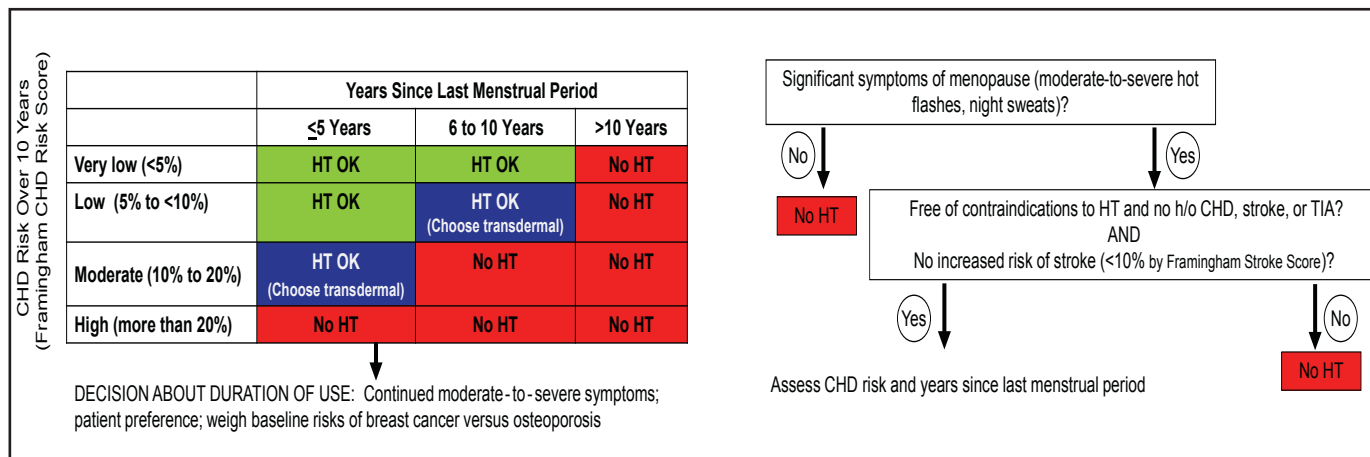 CHD Risk Over 10 Years
(Framingham CHD Risk Score)
Years Since Last Menstrual Period
≤5 Years 6 to 10 Years >10 Years
Very low (<5%) HT OK HT OK No HT
Low (5% to <10%) HT OK HT OK No HT
(Choose transdermal)
Moderate (10% to 20%) HT OK No HT No HT
(Choose transdermal)
High (more than 20%) No HT No HT No HT
DECISION ABOUT DURATION OF USE: Continued moderate-to-severe symptoms;
patient preference; weigh baseline risks of breast cancer versus osteoporosis
Significant symptoms of menopause (moderate-to-severe hot
flashes, night sweats)?
No Yes
No HT
Free of contraindications to HT and no h/o CHD, stroke, or TIA?
AND
No increased risk of stroke (<10% by Framingham Stroke Score)?
Yes No
No HT
Assess CHD risk and years since last menstrual period